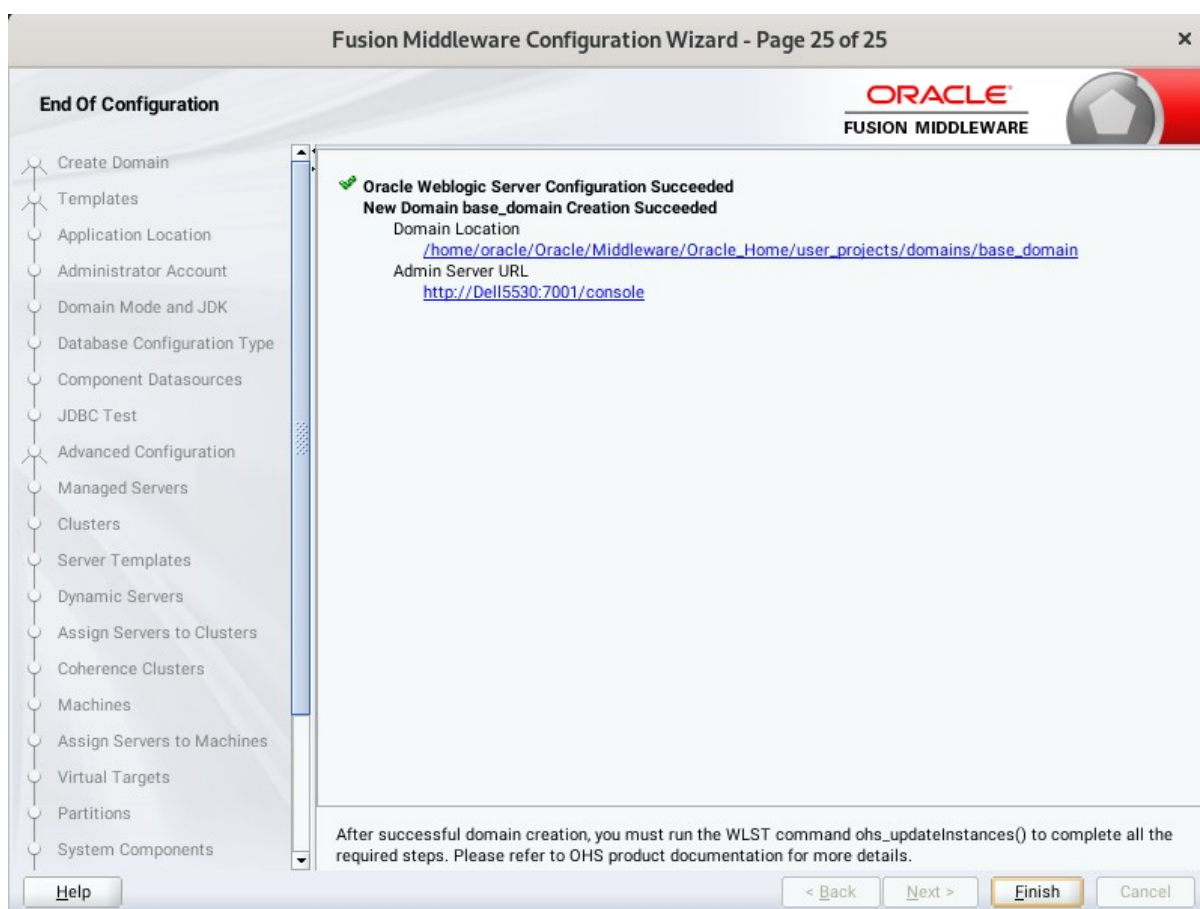 Fusion Middleware Configuration Wizard - Page 25 of 25
×
End Of Configuration
ORACLE
FUSION MIDDLEWARE
Create Domain
Templates
Application Location
Administrator Account
Domain Mode and JDK
Database Configuration Type
Component Datasources
JDBC Test
Advanced Configuration
Managed Servers
Clusters
Server Templates
Dynamic Servers
Assign Servers to Clusters
Coherence Clusters
Machines
Assign Servers to Machines
Virtual Targets
Partitions
System Components
Oracle Weblogic Server Configuration Succeeded
New Domain base_domain Creation Succeeded
Domain Location
/home/oracle/Oracle/Middleware/Oracle_Home/user_projects/domains/base_domain
Admin Server URL
http://Dell5530:7001/console
After successful domain creation, you must run the WLST command ohs_updateInstances() to complete all the
required steps. Please refer to OHS product documentation for more details.
Help
< Back
Next >
Finish
Cancel